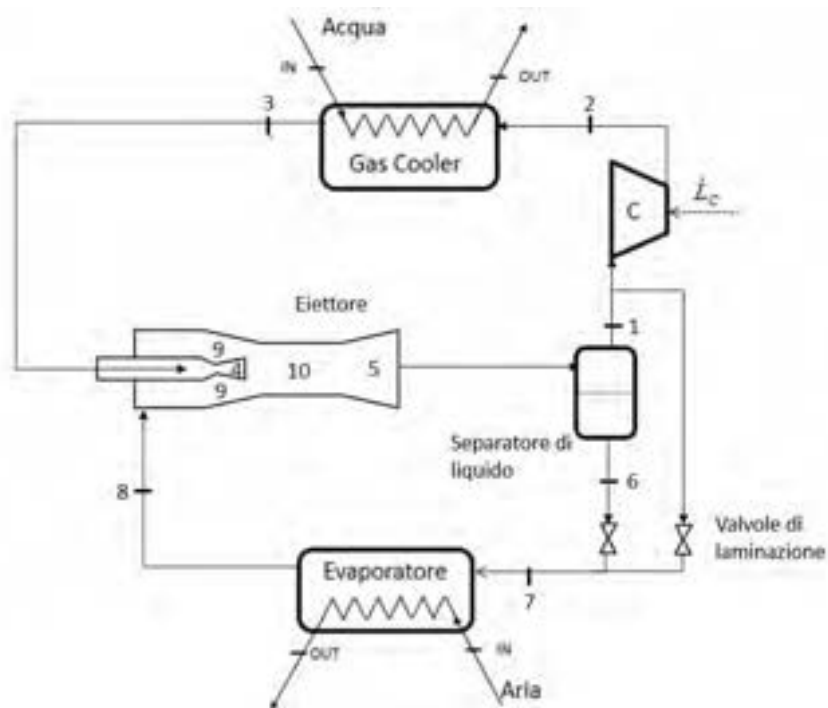 Acqua
IN
OUT
3
2
Gas Cooler
L̇c
C
Eiettore
1
9
4
10
5
9
Separatore di
liquido
6
8
Valvole di
laminazione
Evaporatore
7
OUT
IN
Aria